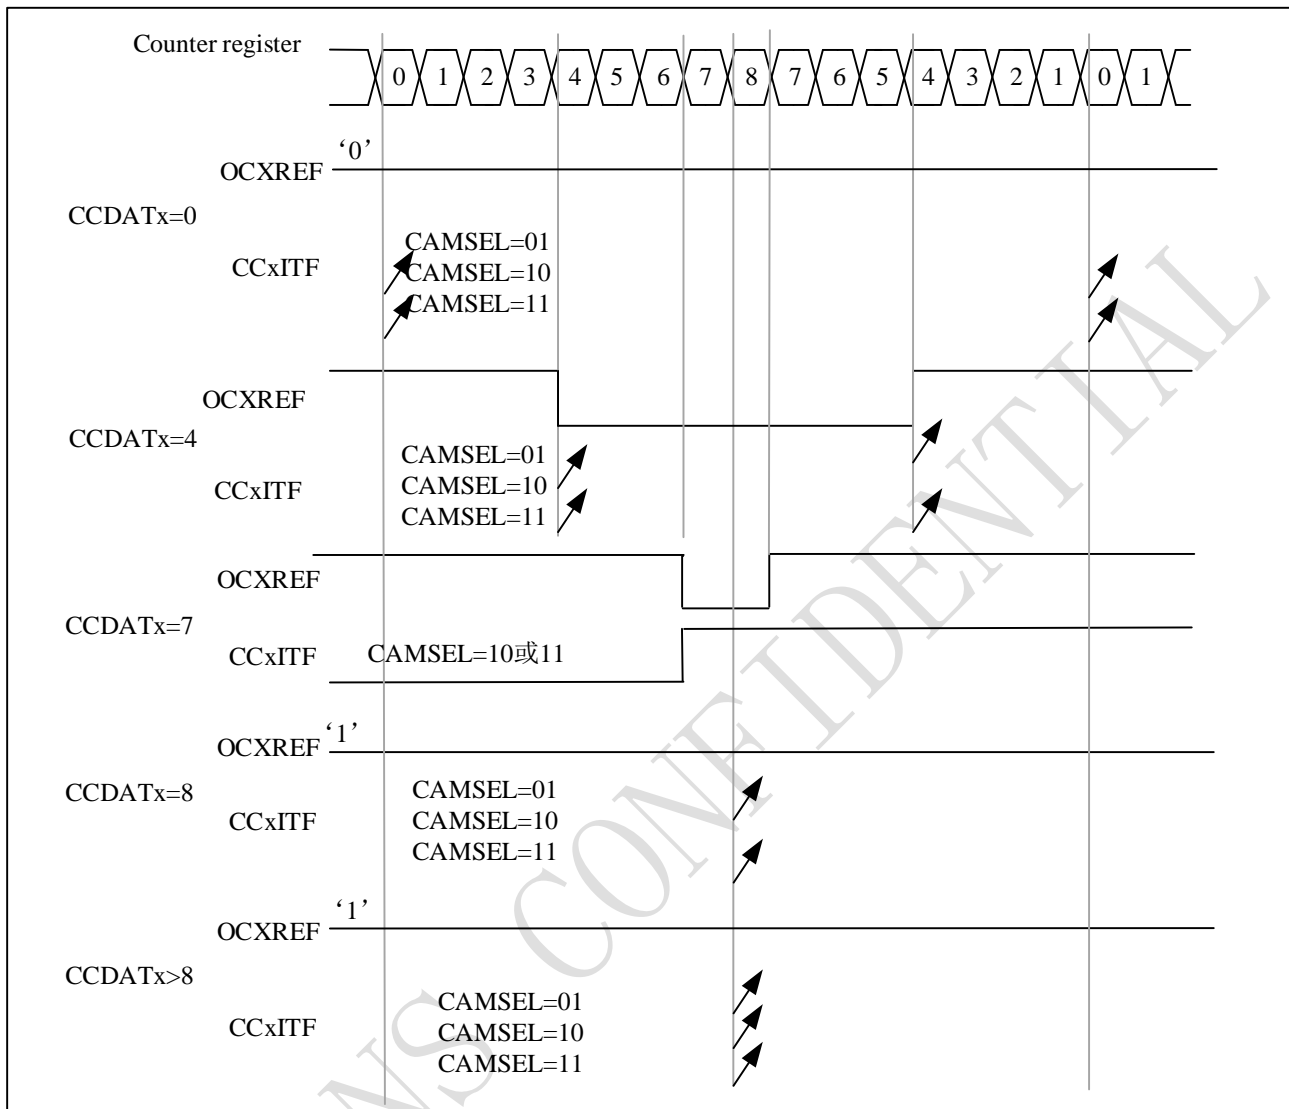 Counter register
0 1 2 3 4 5 6 7 8 7 6 5 4 3 2 1 0 1
‘0’
OCXREF
CCDATx=0
CAMSEL=01
CCxITF
CAMSEL=10
CAMSEL=11
OCXREF
CCDATx=4
CAMSEL=01
CCxITF
CAMSEL=10
CAMSEL=11
OCXREF
CCDATx=7
CCxITF
CAMSEL=10或11
‘1’
OCXREF
CCDATx=8
CAMSEL=01
CCxITF
CAMSEL=10
CAMSEL=11
‘1’
OCXREF
CCDATx>8
CAMSEL=01
CCxITF
CAMSEL=10
CAMSEL=11
NS CONFIDENTIAL